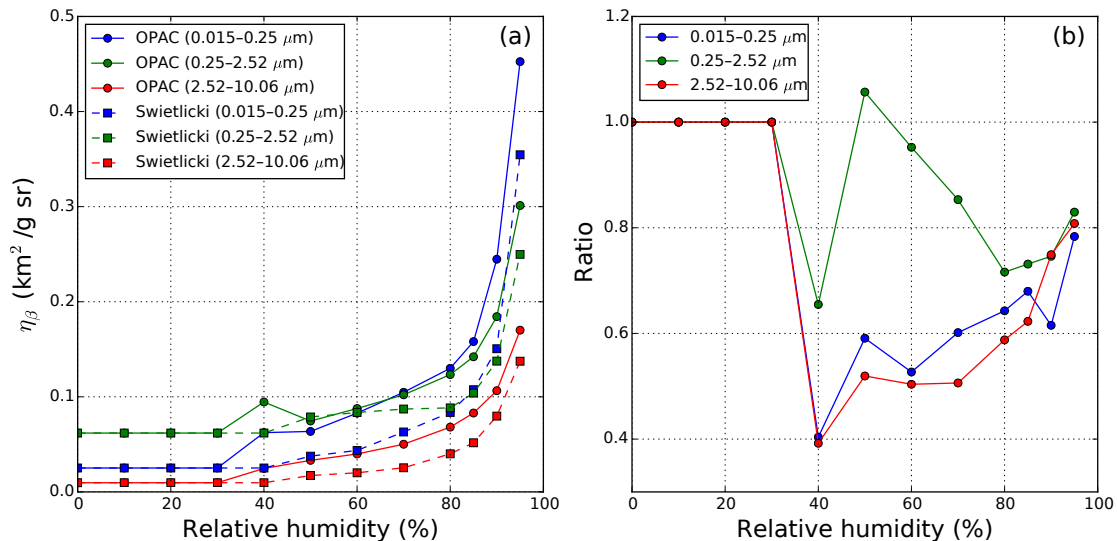 (a)
OPAC (0.015–0.25 μm)
OPAC (0.25–2.52 μm)
OPAC (2.52–10.06 μm)
Swietlicki (0.015–0.25 μm)
Swietlicki (0.25–2.52 μm)
Swietlicki (2.52–10.06 μm)
0.5
0.4
0.3
0.2
0.1
0.0
η_β (km² /g sr)
0 20 40 60 80 100
Relative humidity (%)
(b)
0.015–0.25 μm
0.25–2.52 μm
2.52–10.06 μm
1.2
1.0
0.8
0.6
0.4
Ratio
0 20 40 60 80 100
Relative humidity (%)